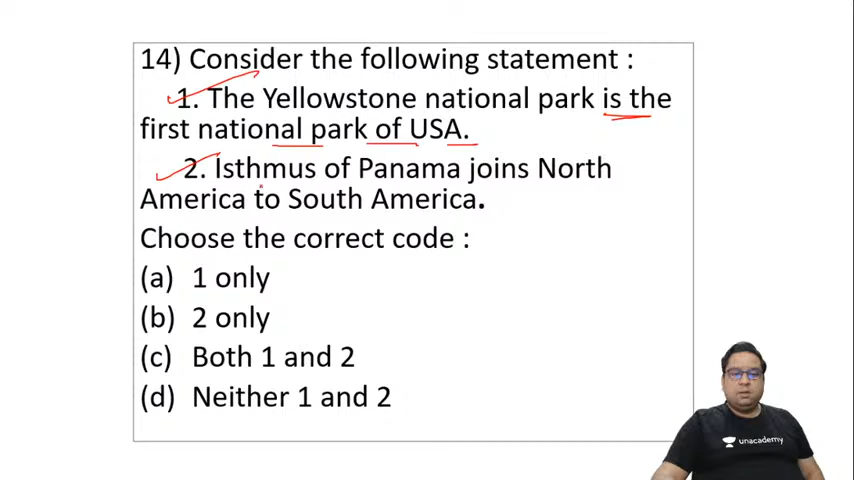 14) Consider the following statement :
1. The Yellowstone national park is the
first national park of USA.
2. Isthmus of Panama joins North
America to South America.
Choose the correct code :
(a) 1 only
(b) 2 only
(c) Both 1 and 2
(d) Neither 1 and 2
unacademy